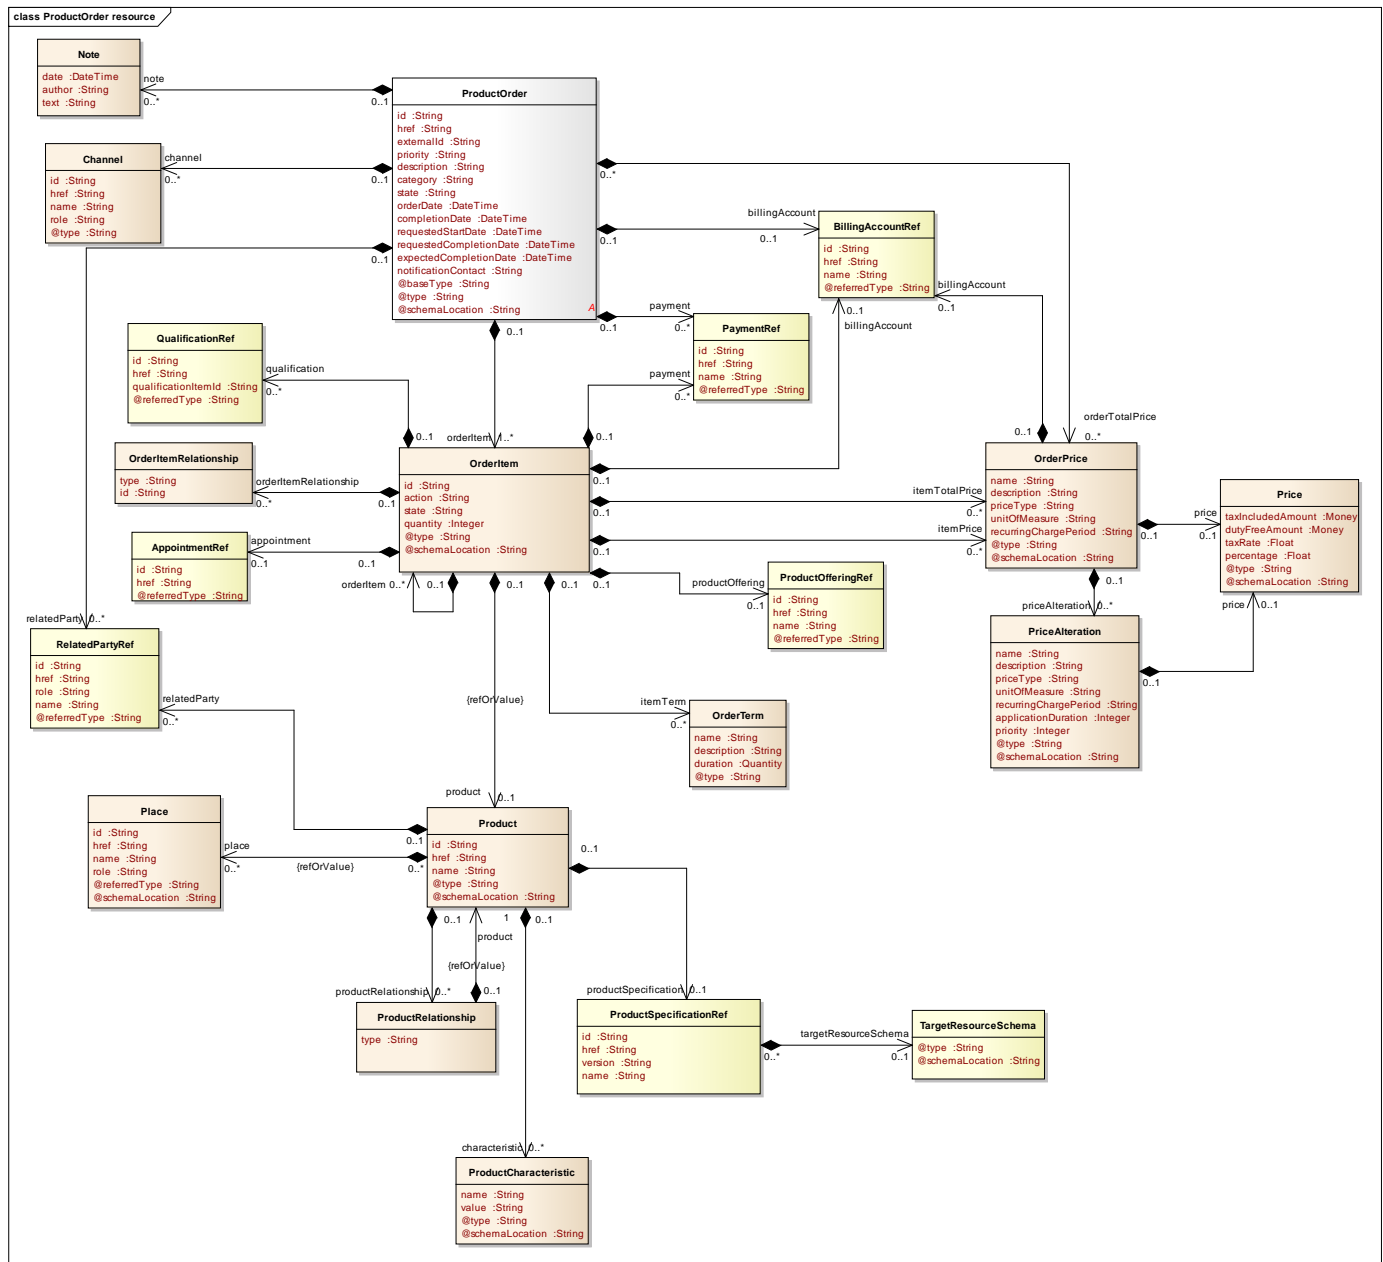 class ProductOrder resource
Note
date :DateTime
author :String
text :String
note
0..*
0..1
ProductOrder
id :String
href :String
externalId :String
priority :String
description :String
category :String
state :String
orderDate :DateTime
completionDate :DateTime
requestedStartDate :DateTime
requestedCompletionDate :DateTime
expectedCompletionDate :DateTime
notificationContact :String
@baseType :String
@type :String
@schemaLocation :String
A
Channel
id :String
href :String
name :String
role :String
@type :String
channel
0..*
0..1
0..1
0..*
billingAccount
0..1
0..1
BillingAccountRef
id :String
href :String
name :String
@referredType :String
billingAccount
0..1
0..1
billingAccount
payment
0..1
0..*
PaymentRef
id :String
href :String
name :String
@referredType :String
payment
0..*
0..1
QualificationRef
id :String
href :String
qualificationItemId :String
@referredType :String
qualification
0..*
0..1
orderItem
1..*
0..1
orderTotalPrice
0..1
0..*
OrderItemRelationship
type :String
id :String
orderItemRelationship
0..*
0..1
OrderItem
id :String
action :String
state :String
quantity :Integer
@type :String
@schemaLocation :String
0..1
itemTotalPrice
0..1
0..*
itemPrice
0..1
0..*
OrderPrice
name :String
description :String
priceType :String
unitOfMeasure :String
recurringChargePeriod :String
@type :String
@schemaLocation :String
price
0..1
0..1
Price
taxIncludedAmount :Money
dutyFreeAmount :Money
taxRate :Float
percentage :Float
@type :String
@schemaLocation :String
AppointmentRef
id :String
href :String
@referredType :String
appointment
0..1
0..1
orderItem 0..*
0..1
0..1
0..1
0..1
productOffering
0..1
ProductOfferingRef
id :String
href :String
name :String
@referredType :String
0..1
priceAlteration
0..*
price
0..1
PriceAlteration
name :String
description :String
priceType :String
unitOfMeasure :String
recurringChargePeriod :String
applicationDuration :Integer
priority :Integer
@type :String
@schemaLocation :String
0..1
relatedParty
0..*
RelatedPartyRef
id :String
href :String
role :String
name :String
@referredType :String
relatedParty
0..*
{refOrValue}
itemTerm
0..*
OrderTerm
name :String
description :String
duration :Quantity
@type :String
product
0..1
Place
id :String
href :String
name :String
role :String
@referredType :String
@schemaLocation :String
place
0..*
{refOrValue}
0..1
0..*
Product
id :String
href :String
name :String
@type :String
@schemaLocation :String
0..1
0..1
1
0..1
product
{refOrValue}
productRelationship
0..*
0..1
ProductRelationship
type :String
productSpecification
0..1
ProductSpecificationRef
id :String
href :String
version :String
name :String
targetResourceSchema
0..*
0..1
TargetResourceSchema
@type :String
@schemaLocation :String
characteristic
0..*
ProductCharacteristic
name :String
value :String
@type :String
@schemaLocation :String